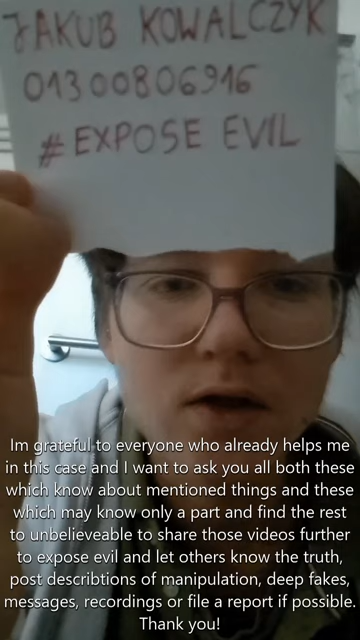 JAKUB KOWALCZYK
01300806916
# EXPOSE EVIL
Im grateful to everyone who already helps me
in this case and I want to ask you all both these
which know about mentioned things and these
which may know only a part and find the rest
to unbelieveable to share those videos further
to expose evil and let others know the truth,
post describtions of manipulation, deep fakes,
messages, recordings or file a report if possible.
Thank you!